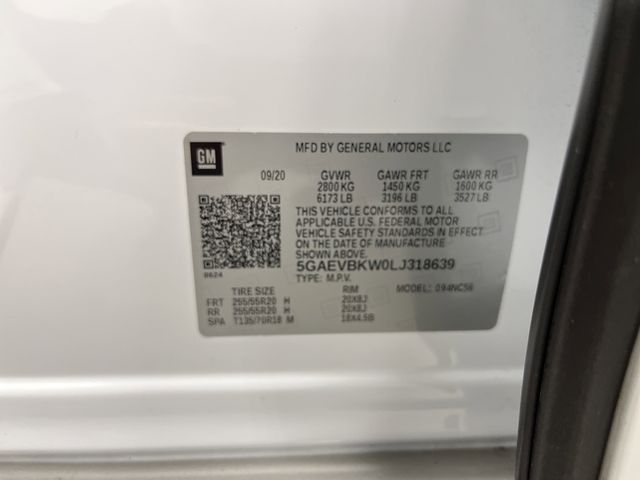 GM
MFD BY GENERAL MOTORS LLC
09/20 GVWR GAWR FRT GAWR RR
2800 KG 1450 KG 1600 KG
6173 LB 3196 LB 3527 LB
THIS VEHICLE CONFORMS TO ALL
APPLICABLE U.S. FEDERAL MOTOR
VEHICLE SAFETY STANDARDS IN
EFFECT ON THE DATE OF MANUFACTURE
SHOWN ABOVE.
5GAEVBKW0LJ318639
0624
TYPE: M.P.V. MODEL: 094NC56
TIRE SIZE RIM
FRT 255/55R20 H 20X8J
RR 255/55R20 H 20X8J
SPA T135/70R18 M 18X4.5B